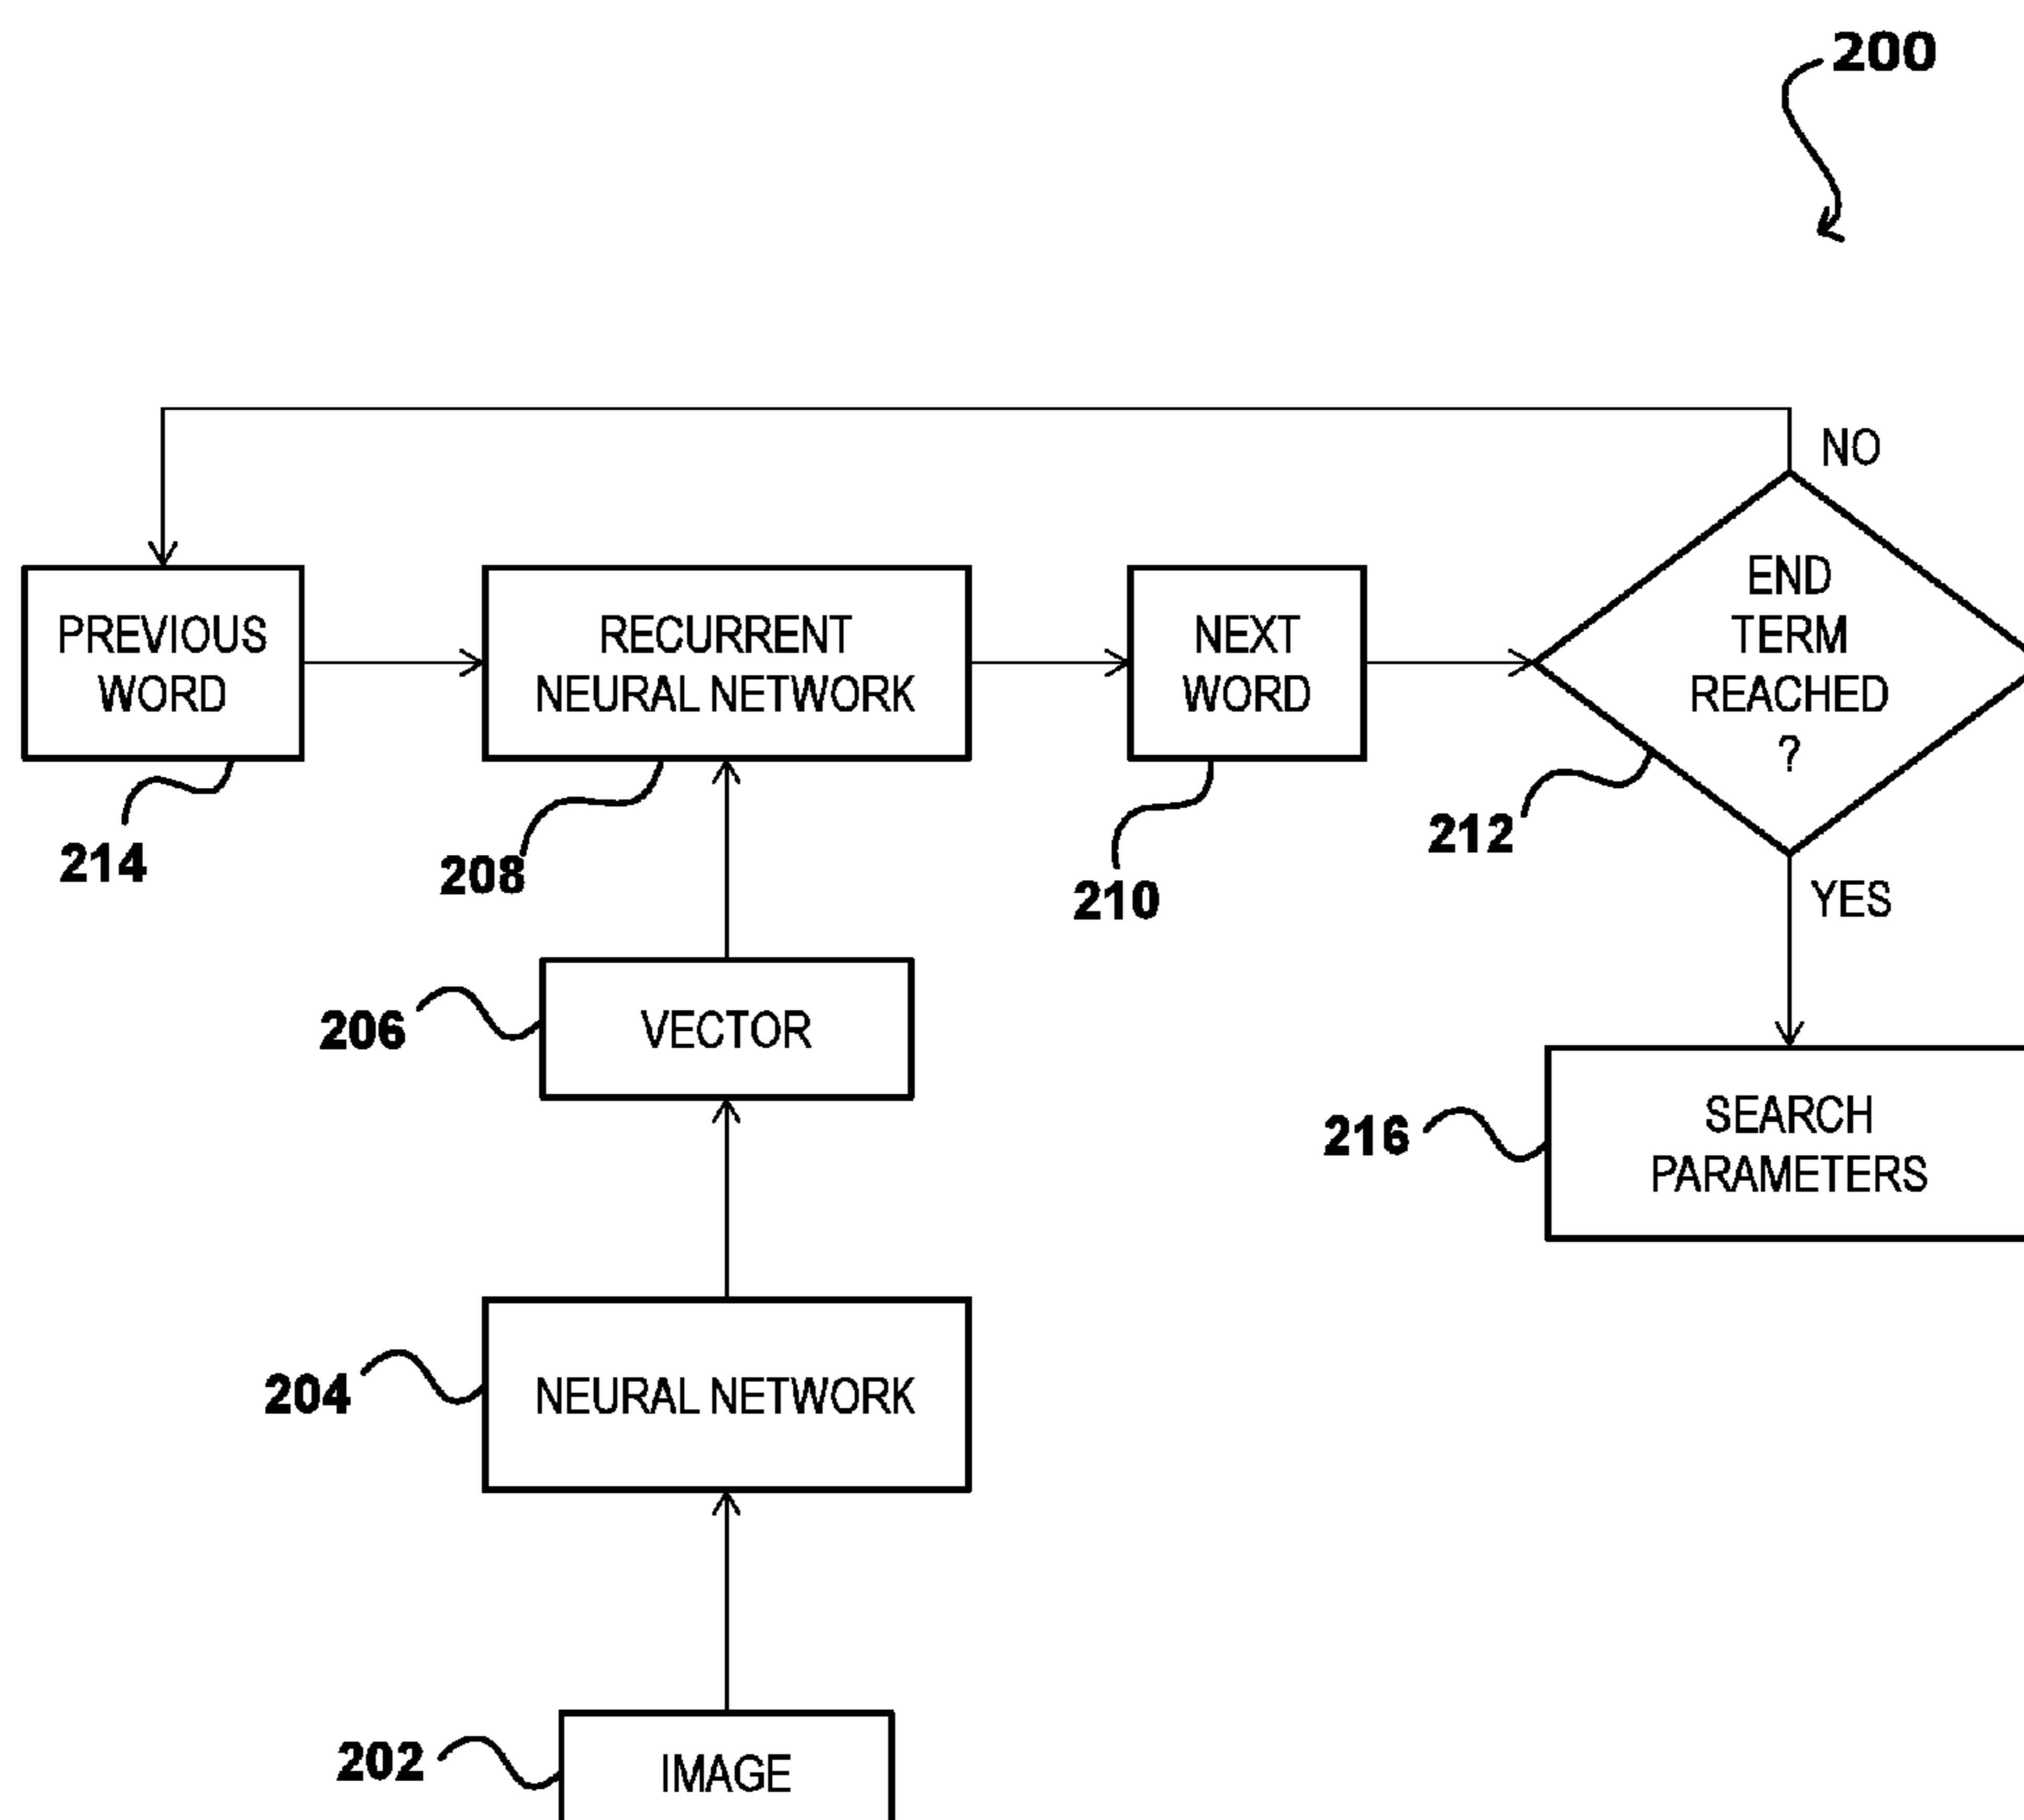 200
NO
PREVIOUS
WORD
RECURRENT
NEURAL NETWORK
NEXT
WORD
END
TERM
REACHED
?
214
208
210
212
YES
206
VECTOR
216
SEARCH
PARAMETERS
204
NEURAL NETWORK
202
IMAGE